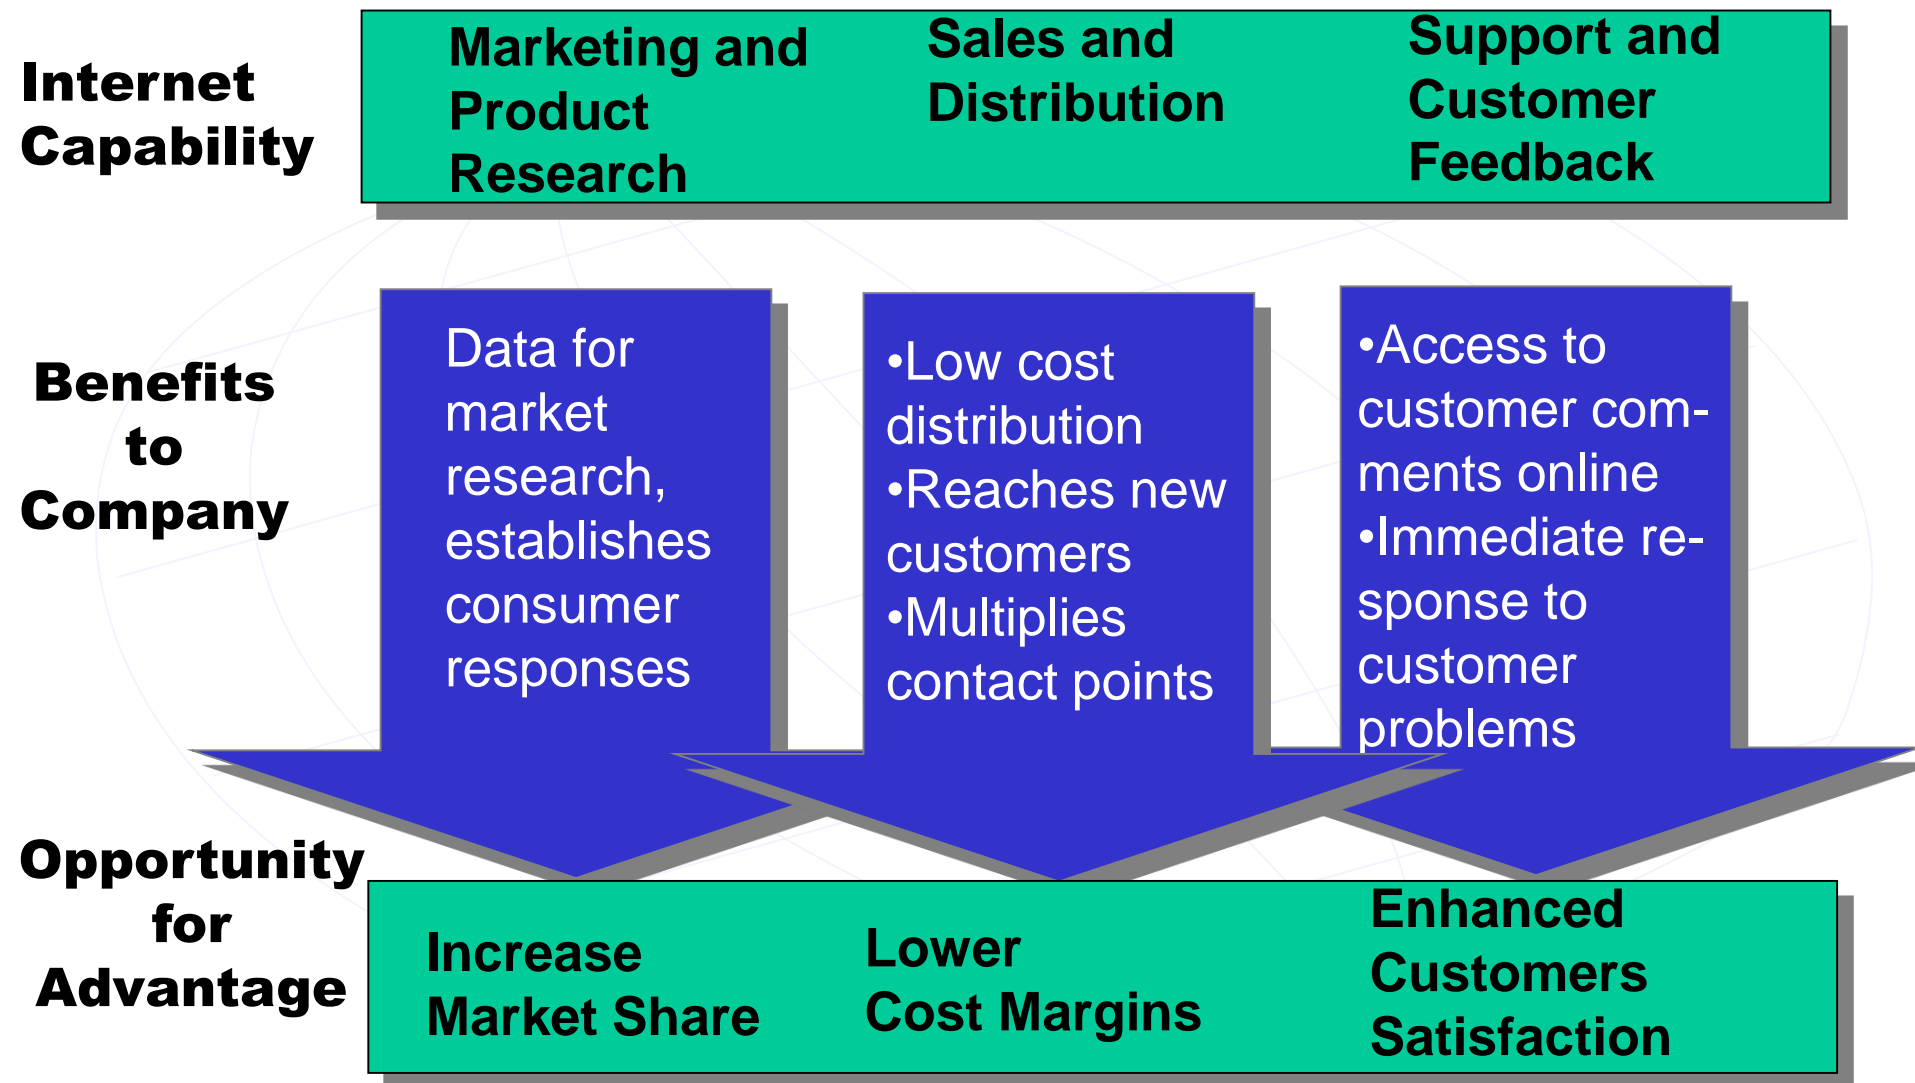 Internet
Capability
Marketing and
Product
Research
Sales and
Distribution
Support and
Customer
Feedback
Benefits
to
Company
Data for
market
research,
establishes
consumer
responses
•Low cost
distribution
•Reaches new
customers
•Multiplies
contact points
•Access to
customer com-
ments online
•Immediate re-
sponse to
customer
problems
Opportunity
for
Advantage
Increase
Market Share
Lower
Cost Margins
Enhanced
Customers
Satisfaction